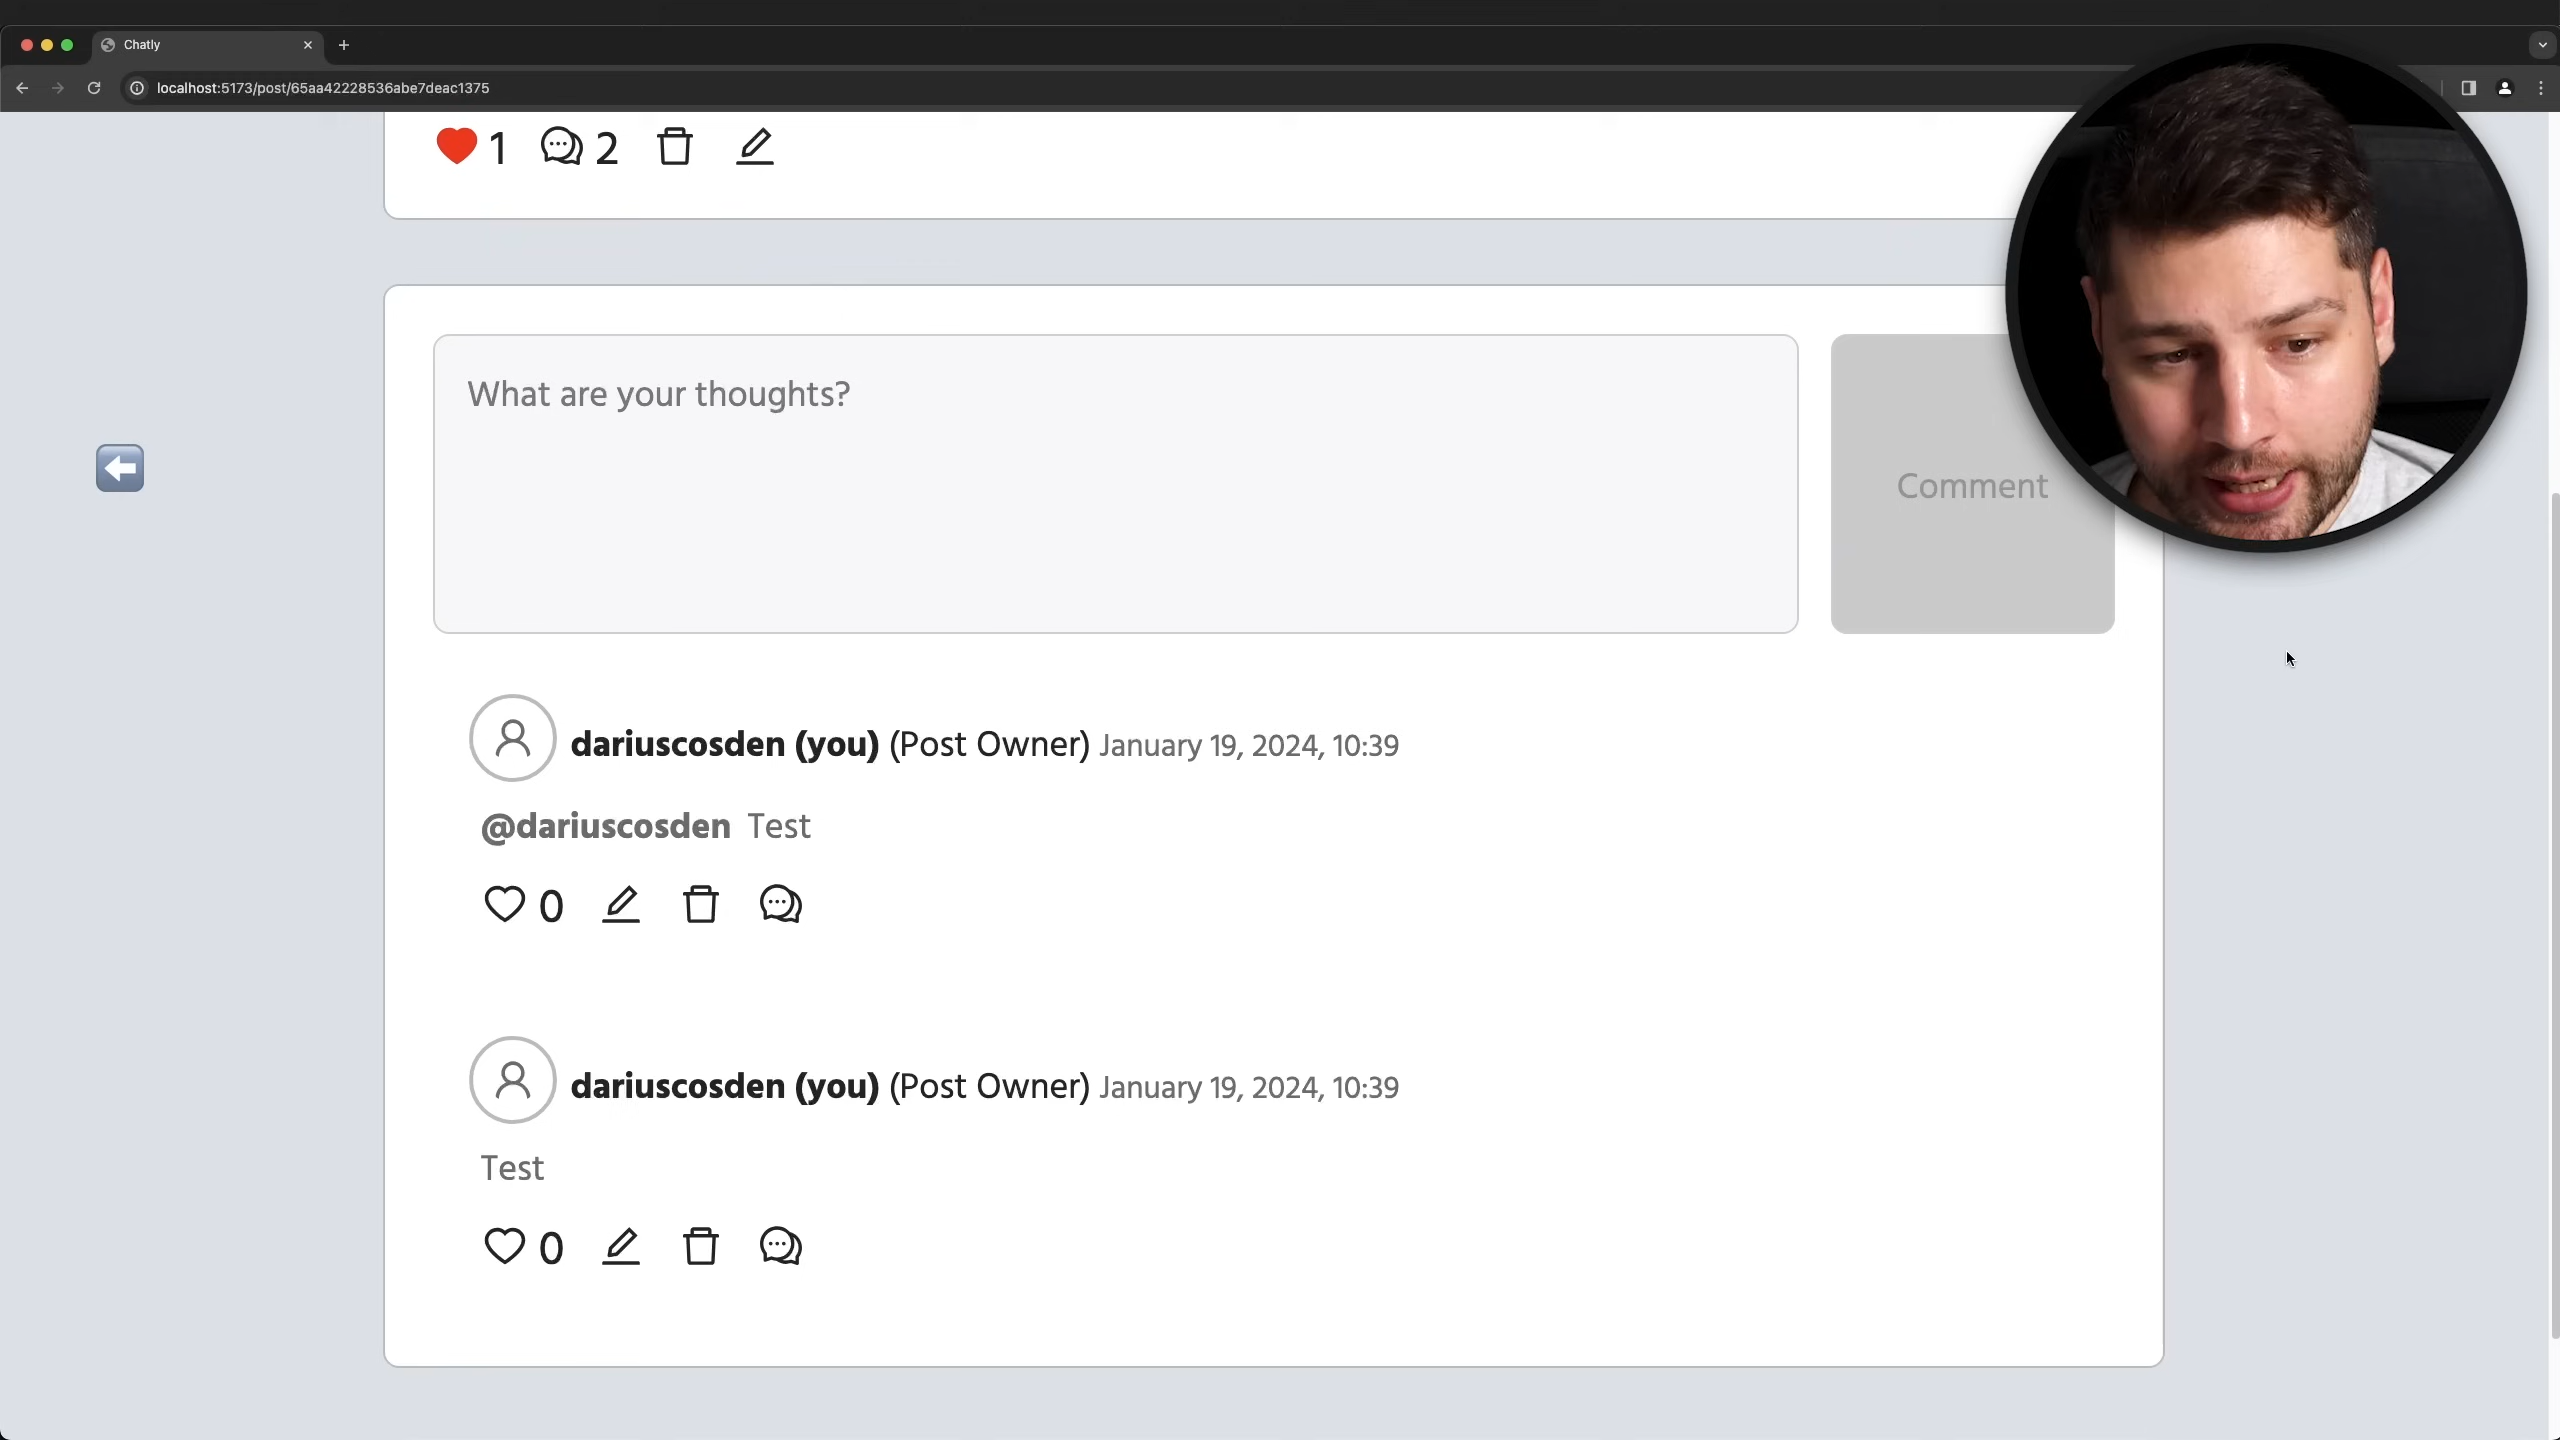 Chatly
localhost:5173/post/65aa42228536abe7deac1375
1 2
What are your thoughts?
Comment
dariuscosden (you) (Post Owner) January 19, 2024, 10:39
@dariuscosden Test
0
dariuscosden (you) (Post Owner) January 19, 2024, 10:39
Test
0